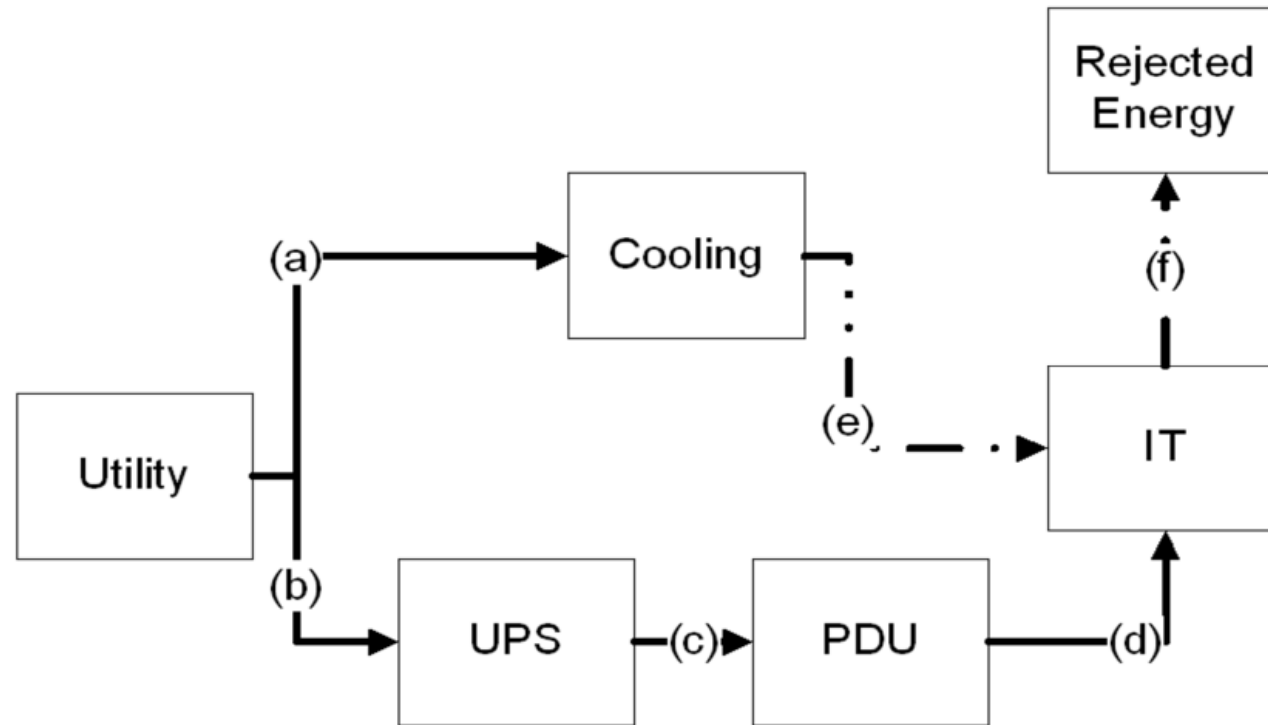 Rejected
Energy
(a)
Cooling
(f)
(e)
Utility
IT
(b)
UPS
(c)
PDU
(d)